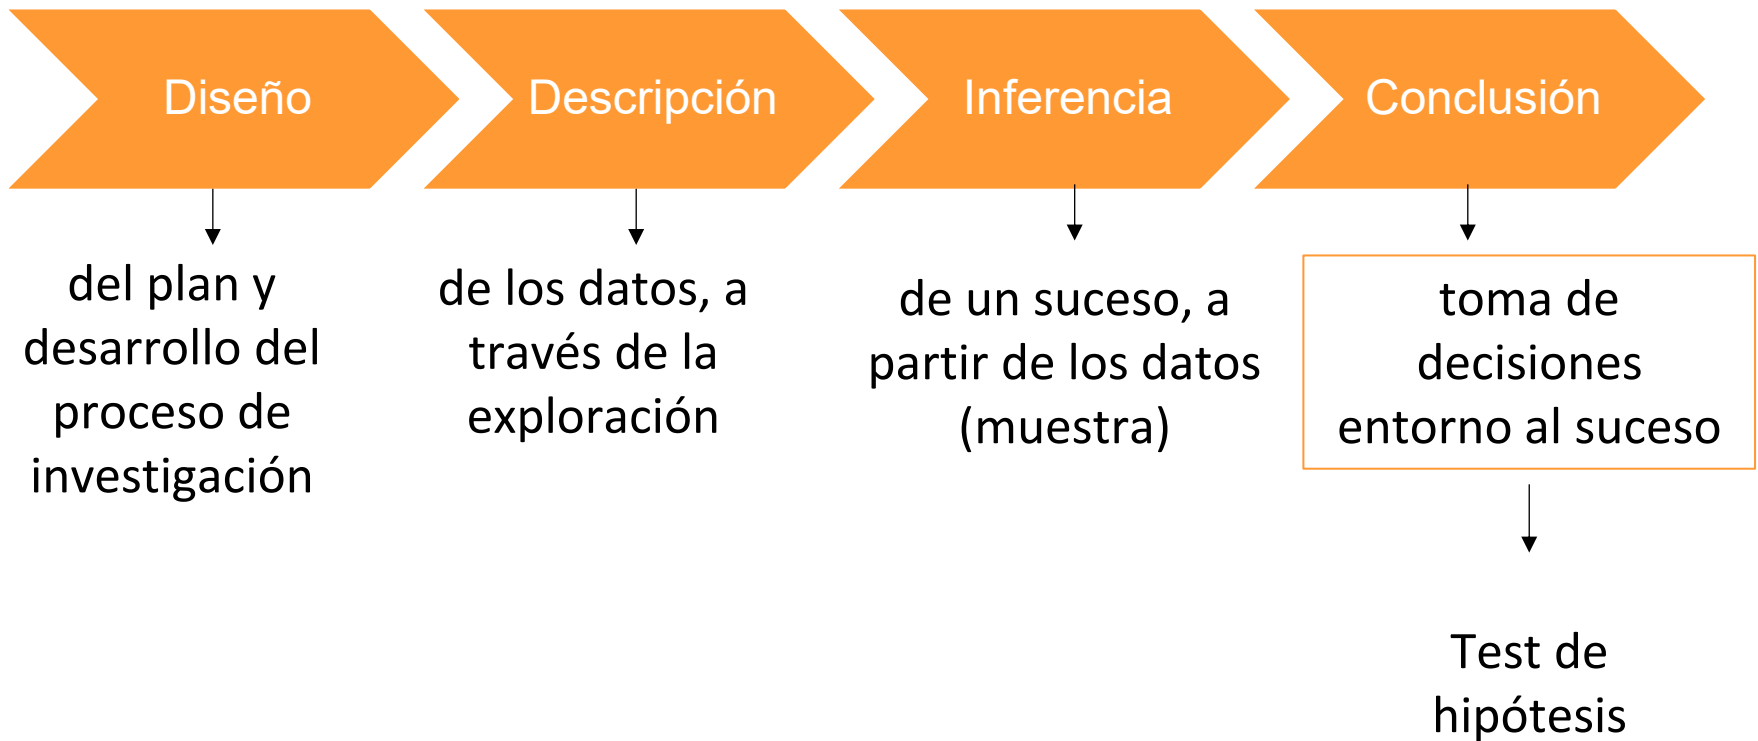 Diseño
Descripción
Inferencia
Conclusión
del plan y
desarrollo del
proceso de
investigación
de los datos, a
través de la
exploración
de un suceso, a
partir de los datos
(muestra)
toma de
decisiones
entorno al suceso
Test de
hipótesis